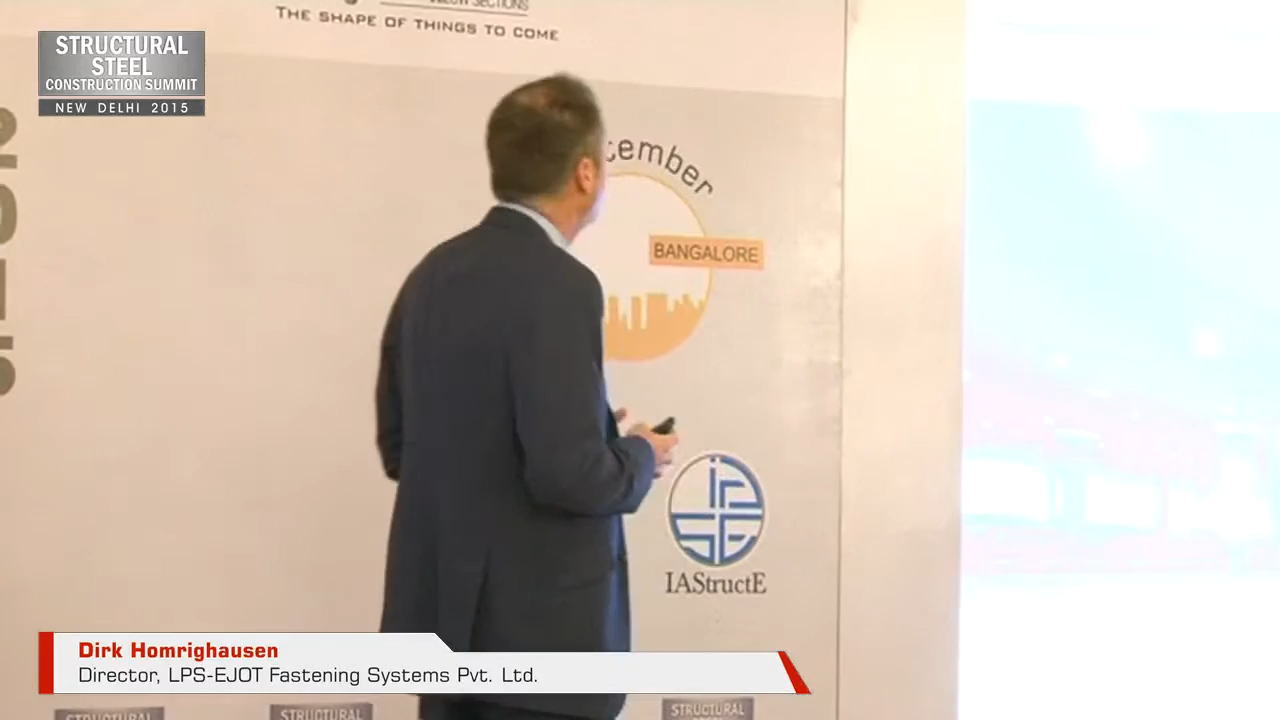 THE SHAPE OF THINGS TO COME
STRUCTURAL
STEEL
CONSTRUCTION SUMMIT
NEW DELHI 2015
BANGALORE
IAStructE
Dirk Homrighausen
Director, LPS-EJOT Fastening Systems Pvt. Ltd.
STRUCTURAL
STRUCTURAL
STRUCTURAL